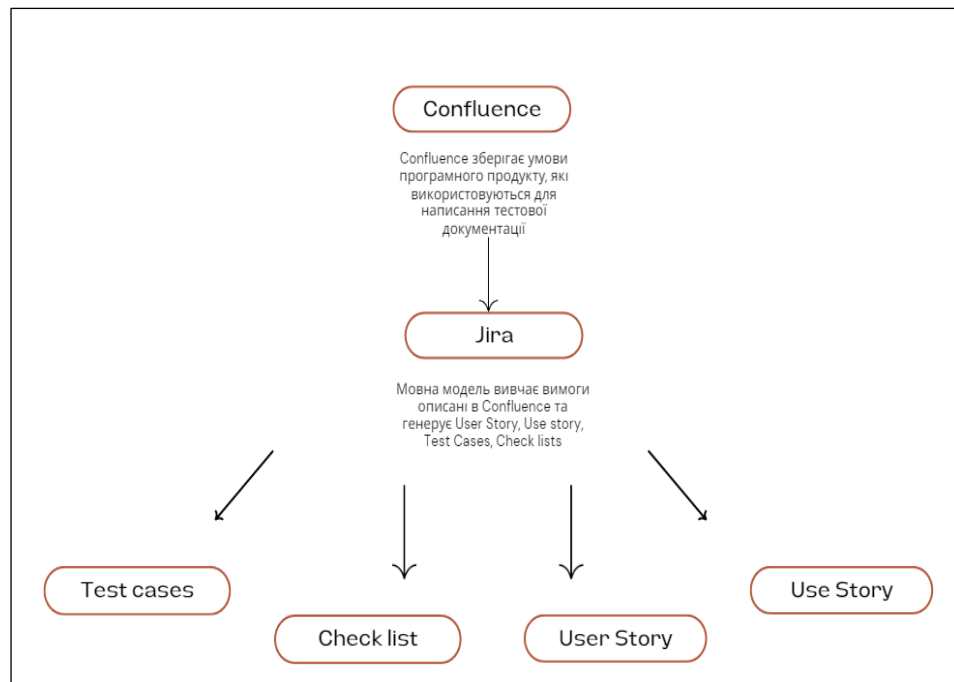 Confluence
Confluence зберігає умови
програмного продукту, які
використовуються для
написання тестової
документації
Jira
Мовна модель вивчає вимоги
описані в Confluence та
генерує User Story, Use story,
Test Cases, Check lists
Test cases
Check list
User Story
Use Story